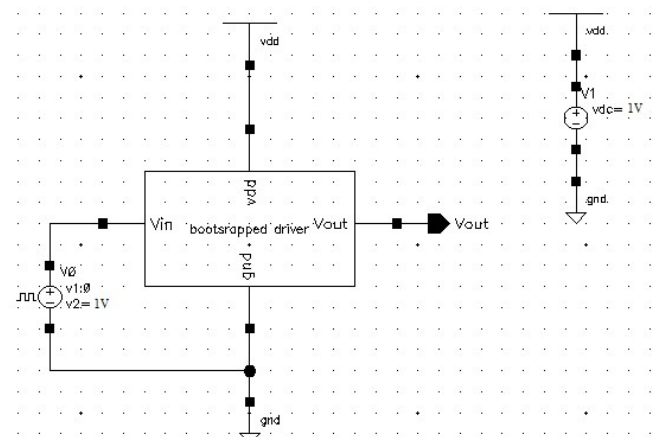 vdd
vdd.
V1
vdc= 1V
gnd.
vdd
Vin
bootsrapped driver
Vout
Vout
gnd
V0
v1:0
v2= 1V
gnd